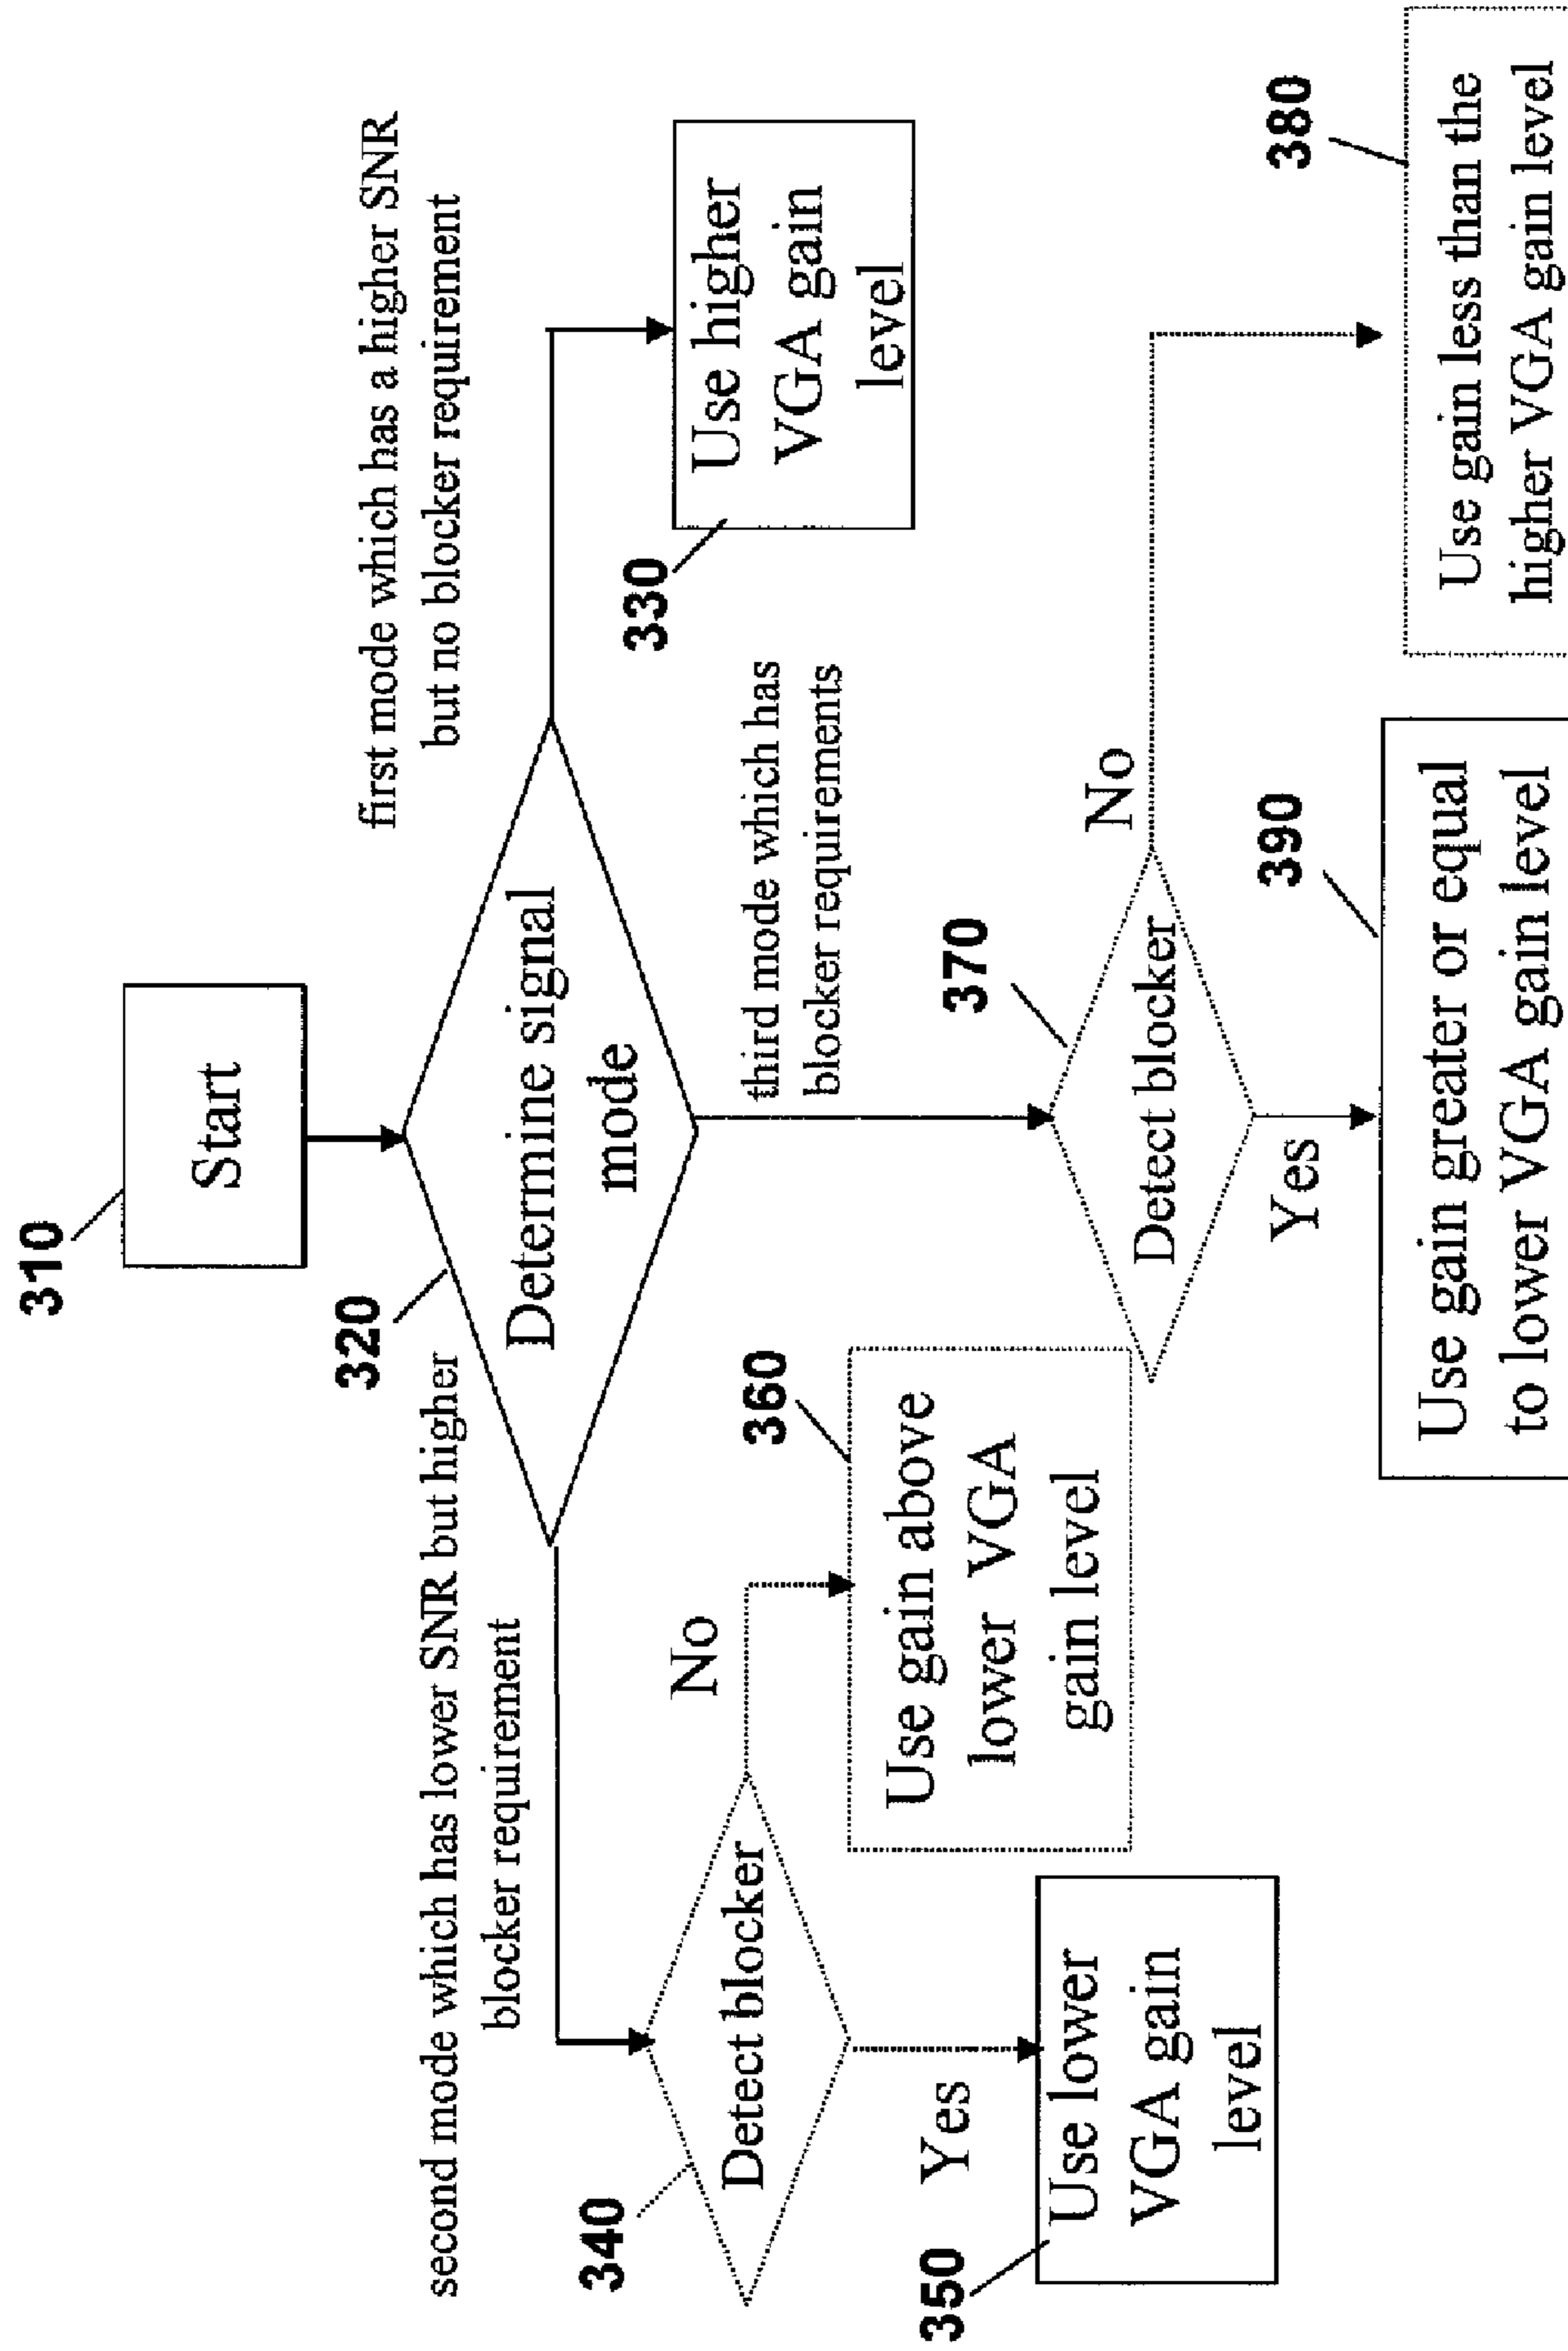 310
Start
320
Determine signal
mode
first mode which has a higher SNR
but no blocker requirement
330
Use higher
VGA gain
level
second mode which has lower SNR but higher
blocker requirement
340
Detect blocker
No
360
Use gain above
lower VGA
gain level
350
Yes
Use lower
VGA gain
level
third mode which has
blocker requirements
370
Detect blocker
No
380
Use gain less than the
higher VGA gain level
Yes
390
Use gain greater or equal
to lower VGA gain level